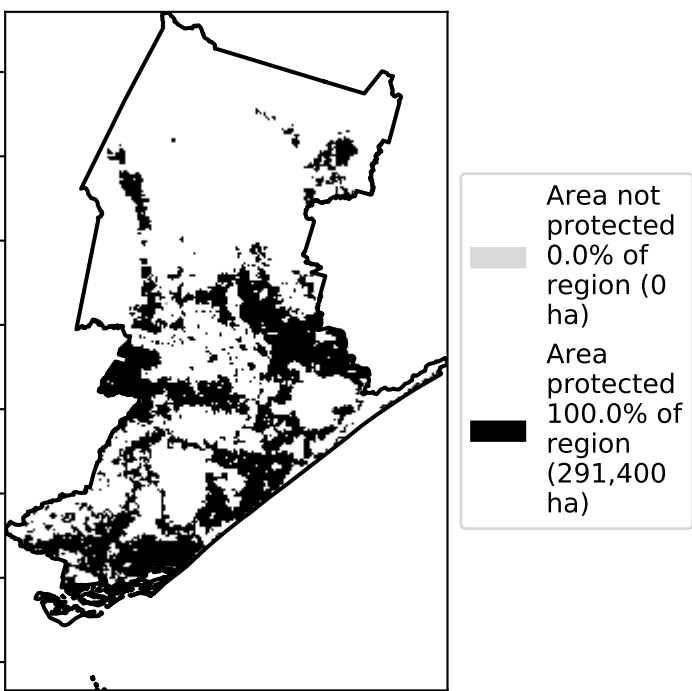 Area not
protected
0.0% of
region (0
ha)
Area
protected
100.0% of
region
(291,400
ha)